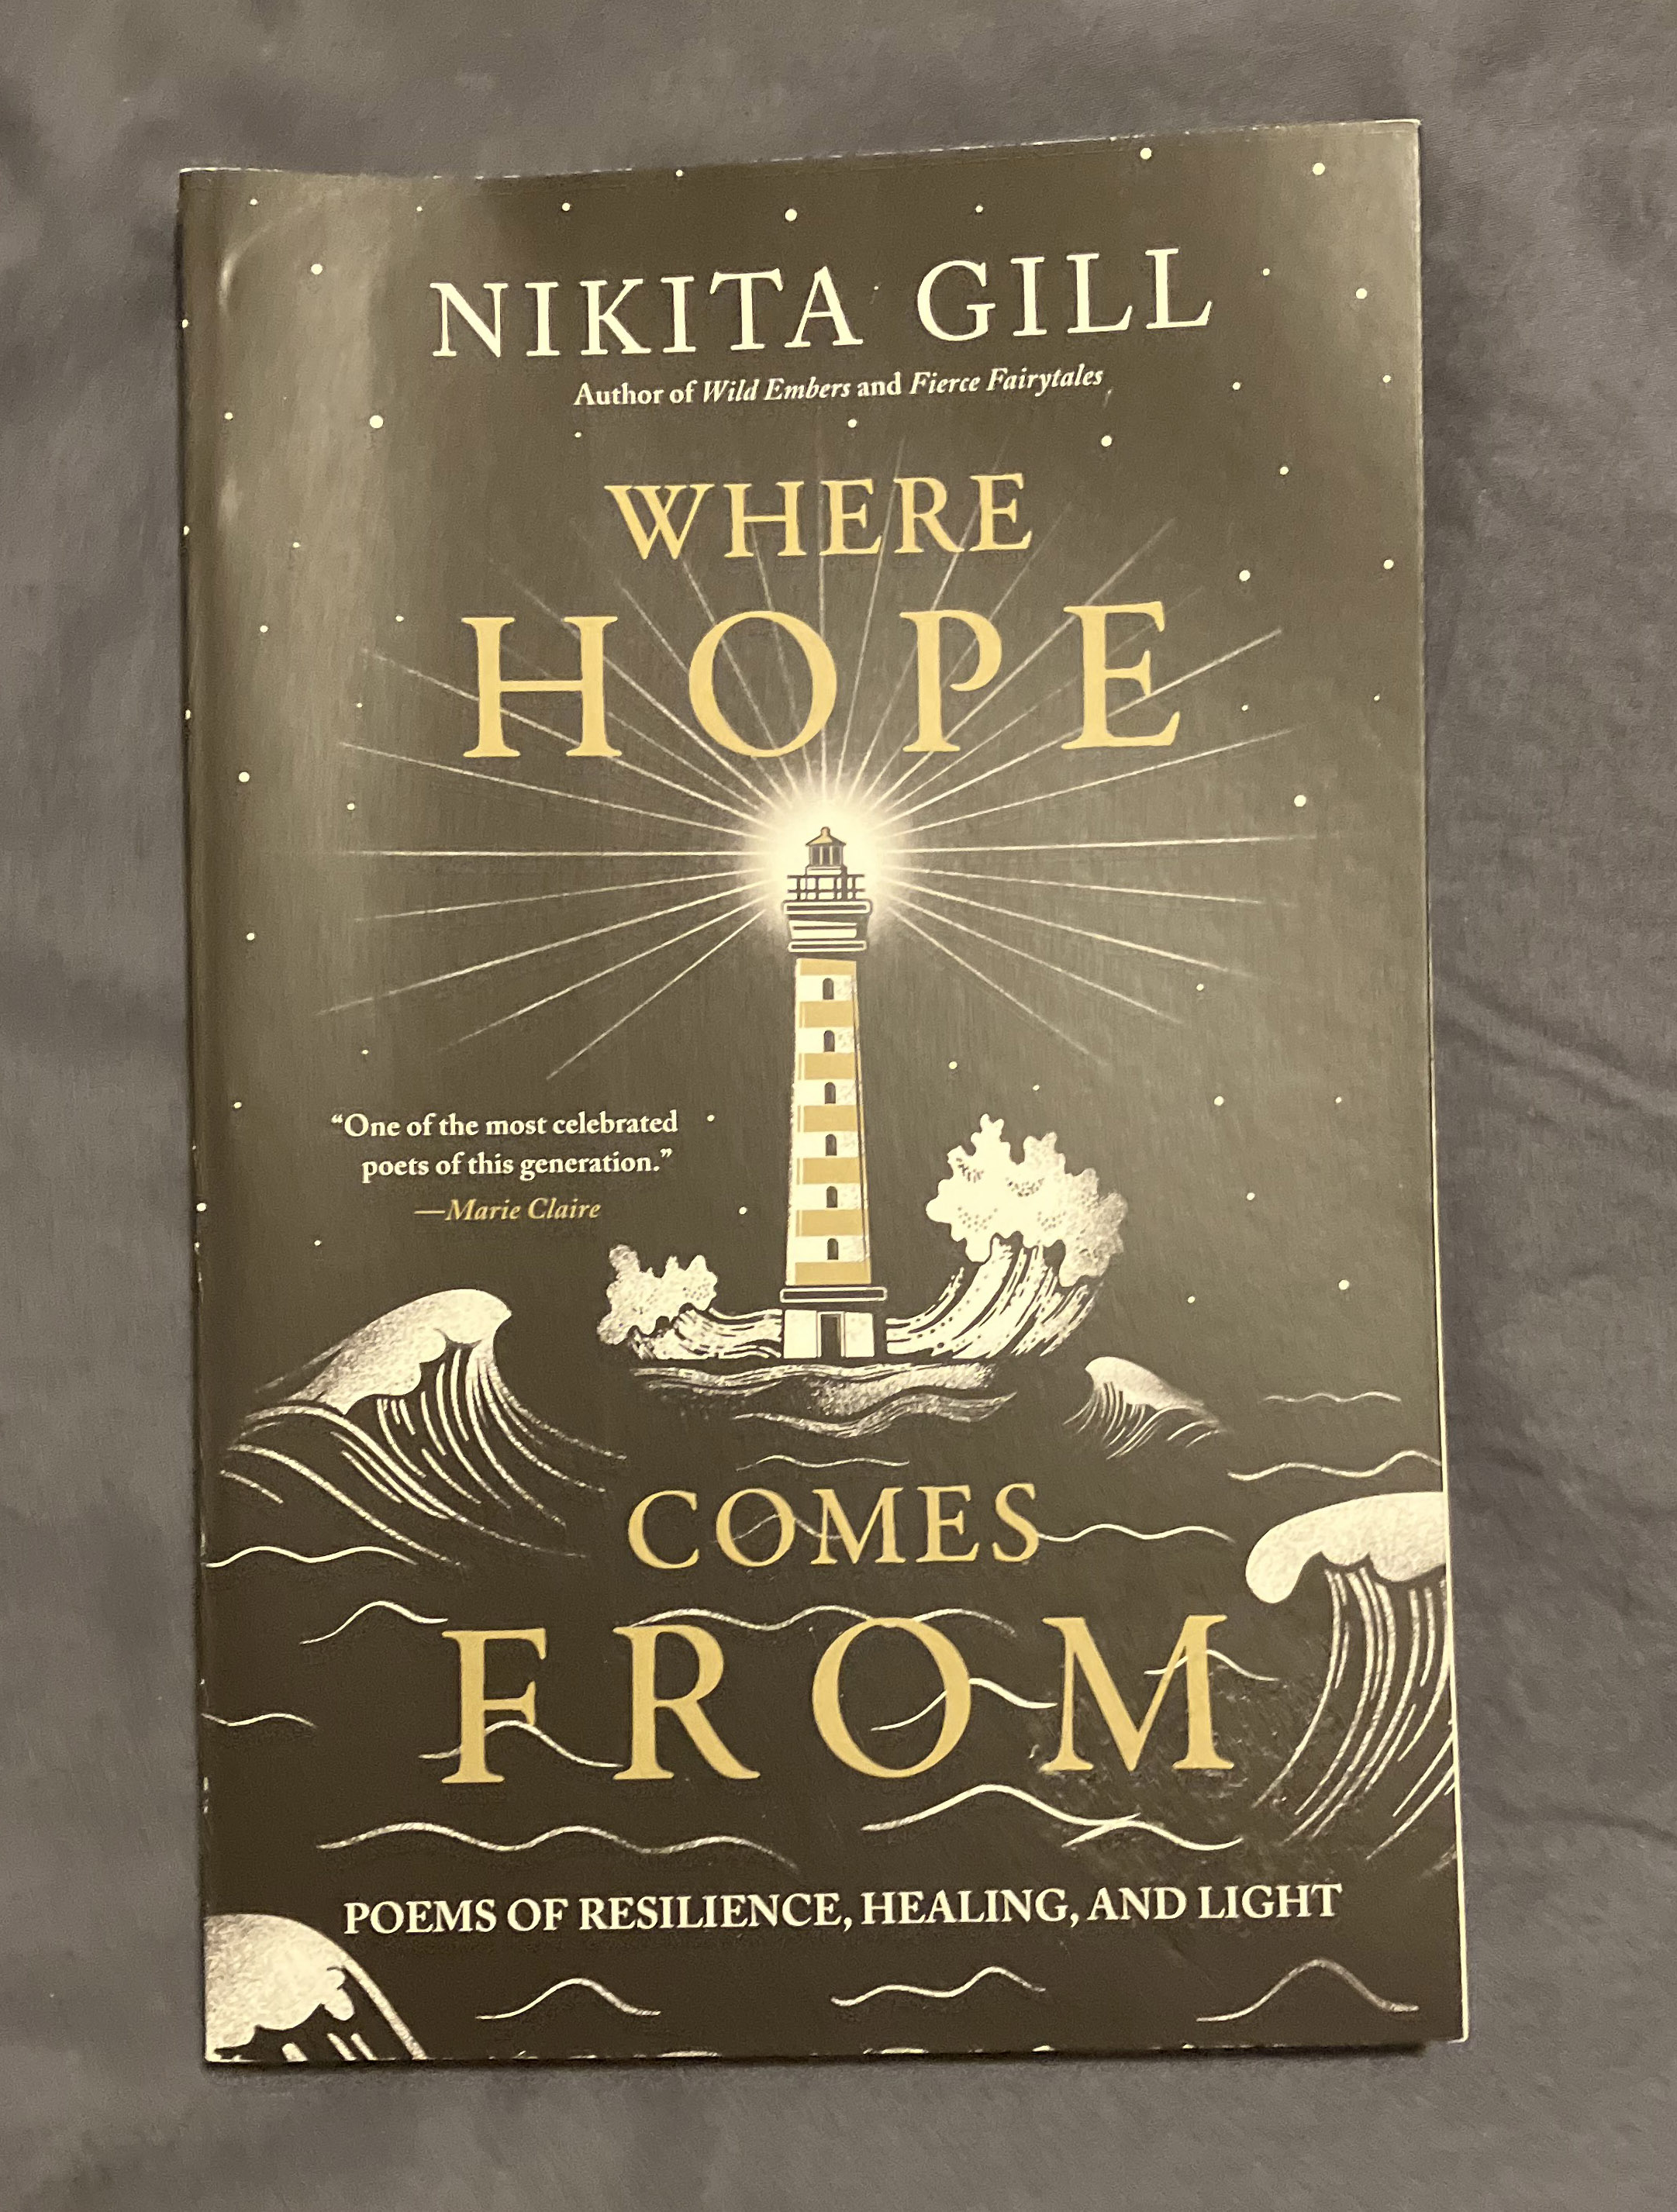 NIKITA GILL
Author of Wild Embers and Fierce Fairytales
WHERE
HOPE
“One of the most celebrated
poets of this generation.”
—Marie Claire
COMES
FROM
POEMS OF RESILIENCE, HEALING, AND LIGHT